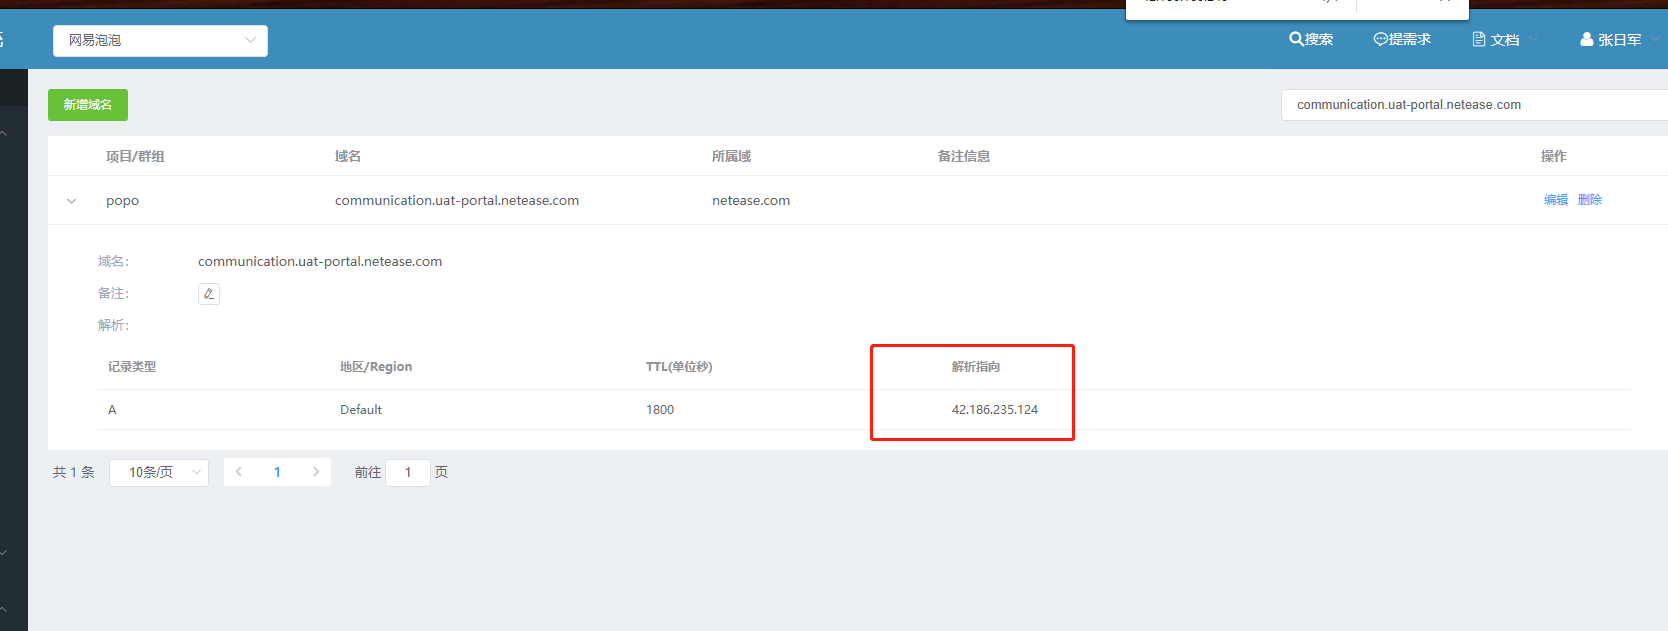 网易泡泡
搜索
提需求
文档
张日军
新增域名
communication.uat-portal.netease.com
项目/群组 域名 所属域 备注信息 操作
popo communication.uat-portal.netease.com netease.com 编辑 删除
域名: communication.uat-portal.netease.com
备注:
解析:
记录类型 地区/Region TTL(单位秒) 解析指向
A Default 1800 42.186.235.124
共 1 条 10条/页 1 前往 1 页